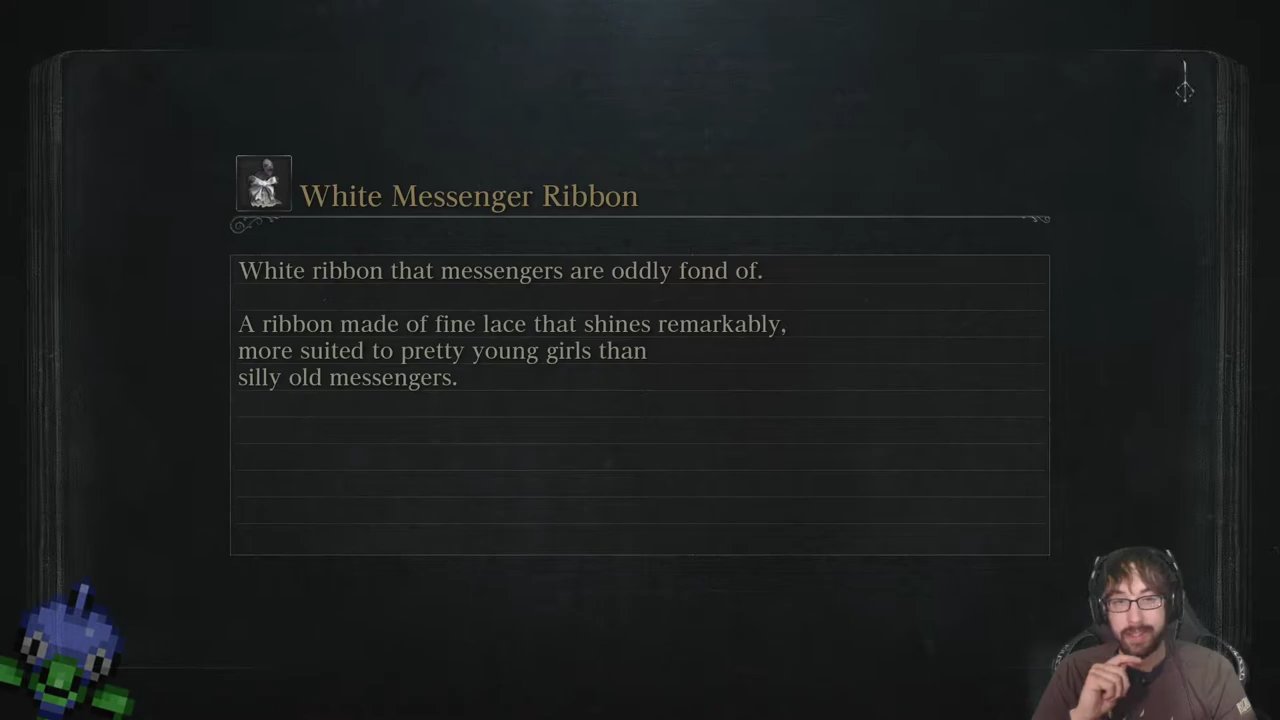 White Messenger Ribbon
White ribbon that messengers are oddly fond of.
A ribbon made of fine lace that shines remarkably,
more suited to pretty young girls than
silly old messengers.